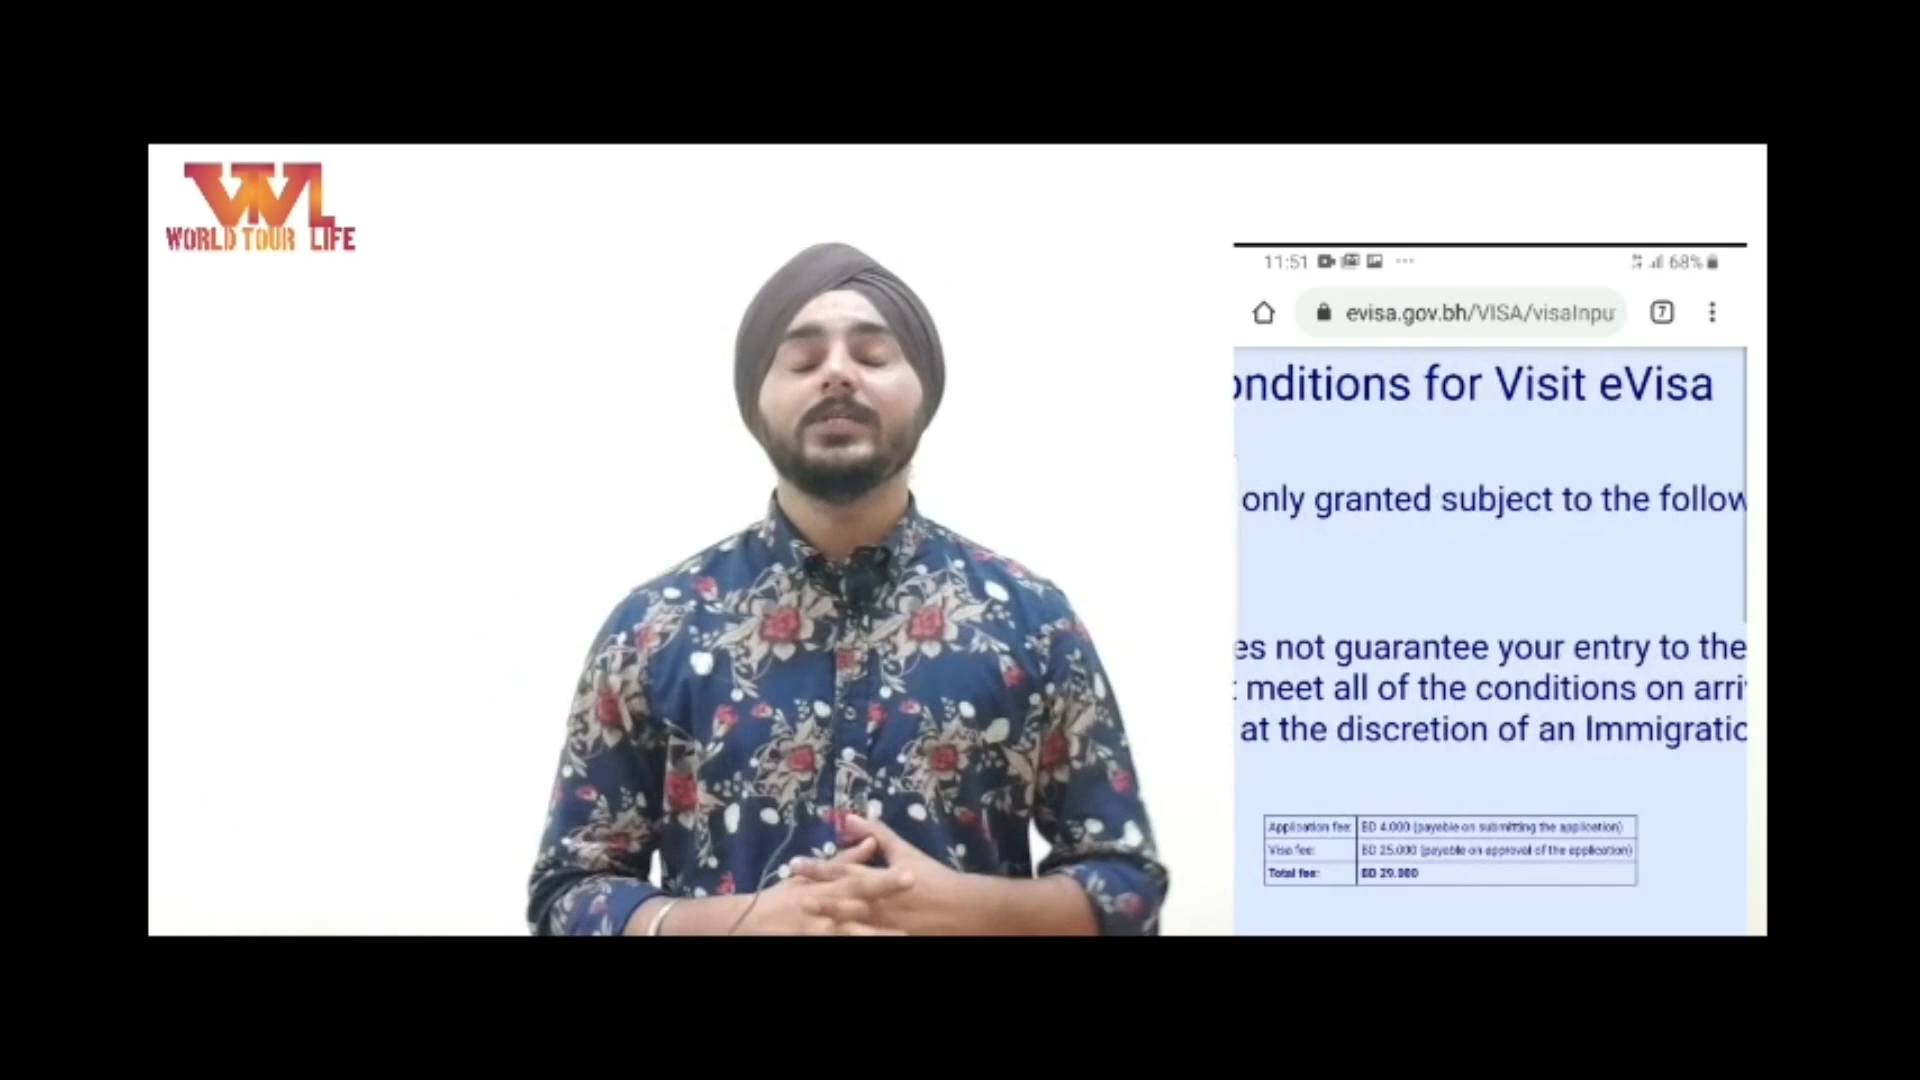 WTL
WORLD TOUR LIFE
11:51
68%
evisa.gov.bh/VISA/visaInpu
7
onditions for Visit eVisa
only granted subject to the follow
es not guarantee your entry to the
meet all of the conditions on arri
at the discretion of an Immigratio
Application fee: BD 4.000 (payable on submitting the application)
Visa fee: BD 25.000 (payable on approval of the application)
Total fee: BD 29.000